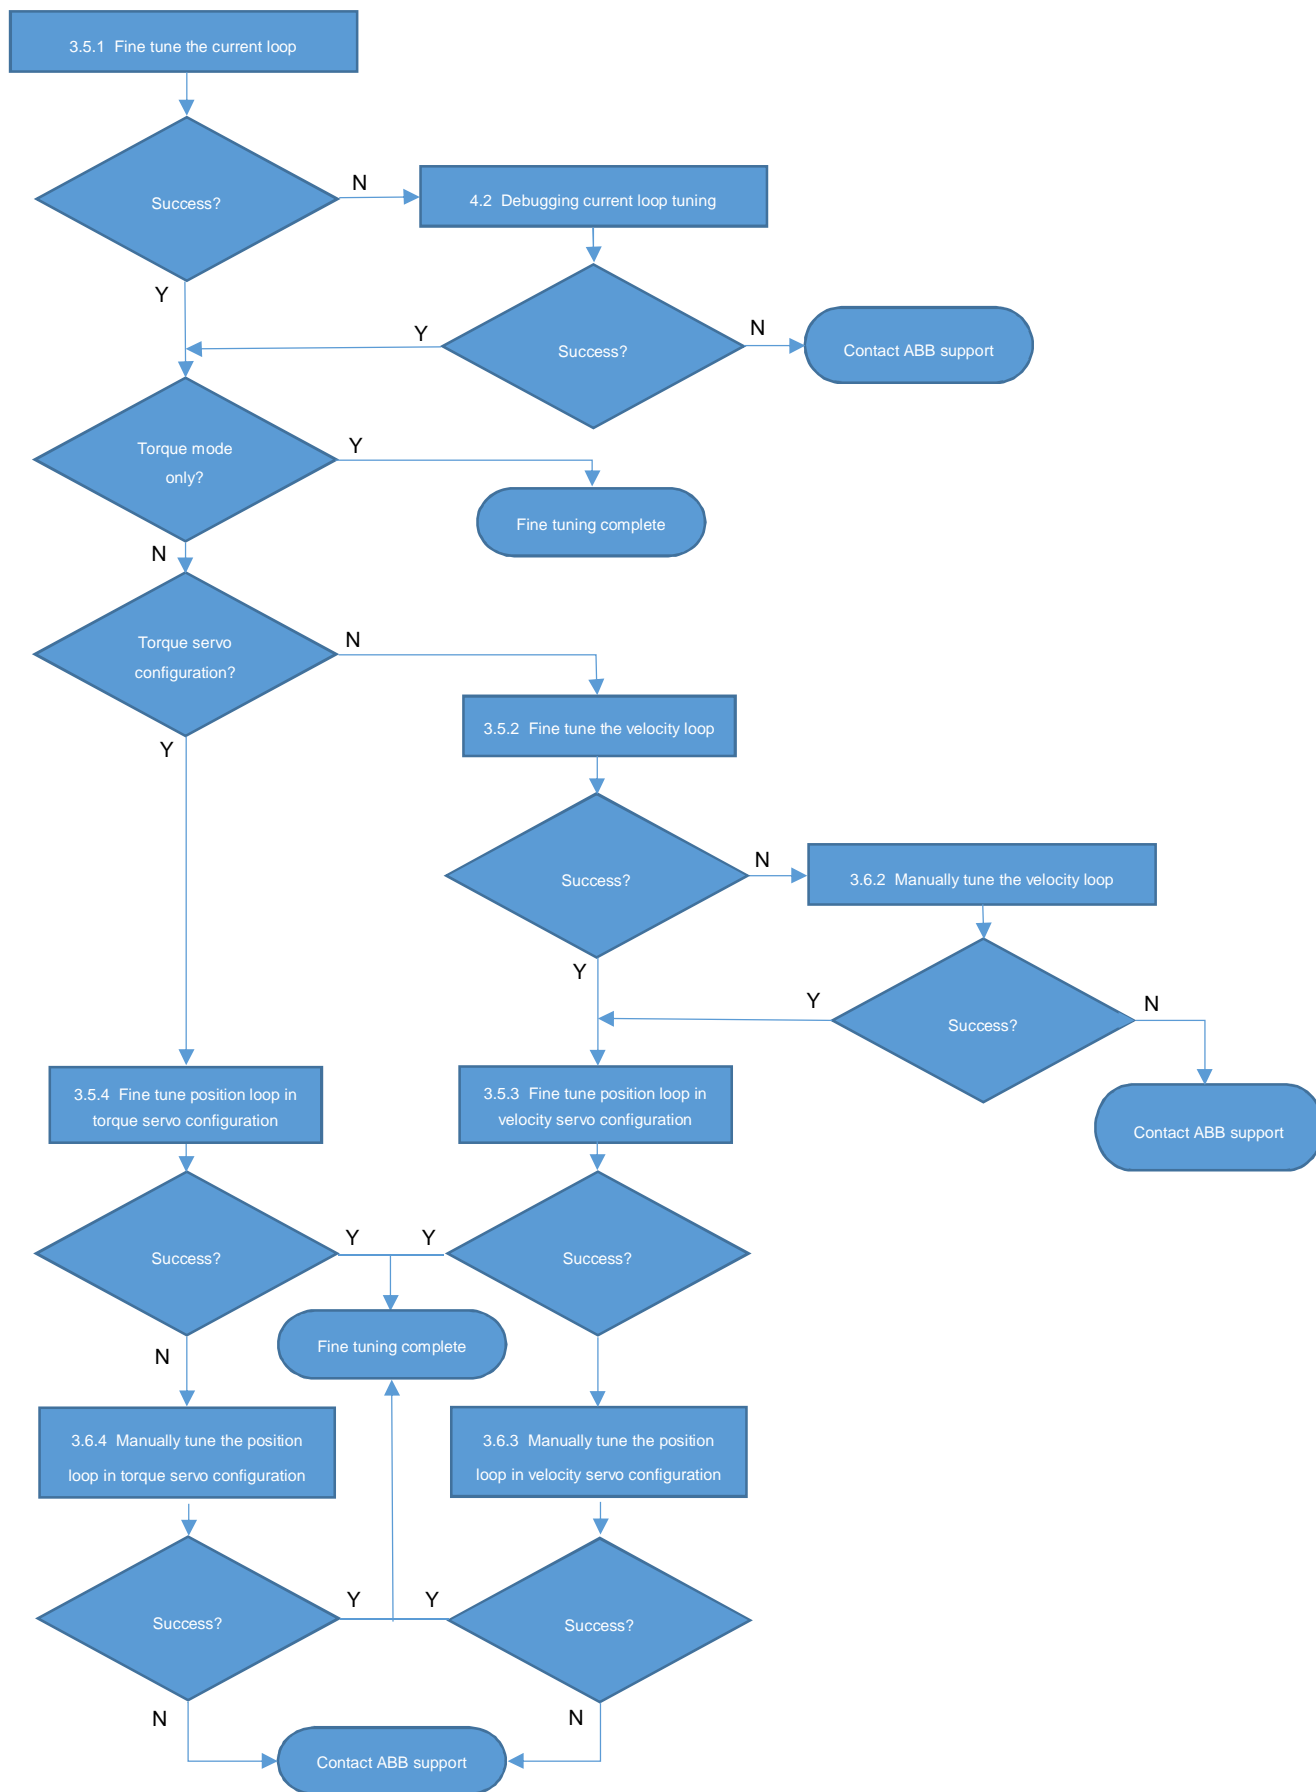 3.5.1 Fine tune the current loop
Success?
N
4.2 Debugging current loop tuning
Y
Y
Success?
N
Contact ABB support
Torque mode
only?
Y
Fine tuning complete
N
Torque servo
configuration?
N
Y
3.5.2 Fine tune the velocity loop
Success?
N
3.6.2 Manually tune the velocity loop
Y
Y
Success?
N
Contact ABB support
3.5.4 Fine tune position loop in
torque servo configuration
3.5.3 Fine tune position loop in
velocity servo configuration
Success?
Y
Y
Success?
Fine tuning complete
N
3.6.4 Manually tune the position
loop in torque servo configuration
3.6.3 Manually tune the position
loop in velocity servo configuration
Success?
Y
Y
Success?
N
N
Contact ABB support